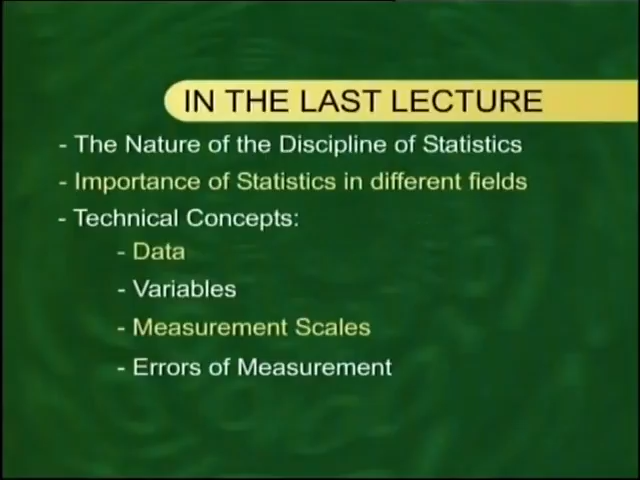 IN THE LAST LECTURE
- The Nature of the Discipline of Statistics
- Importance of Statistics in different fields
- Technical Concepts:
- Data
- Variables
- Measurement Scales
- Errors of Measurement